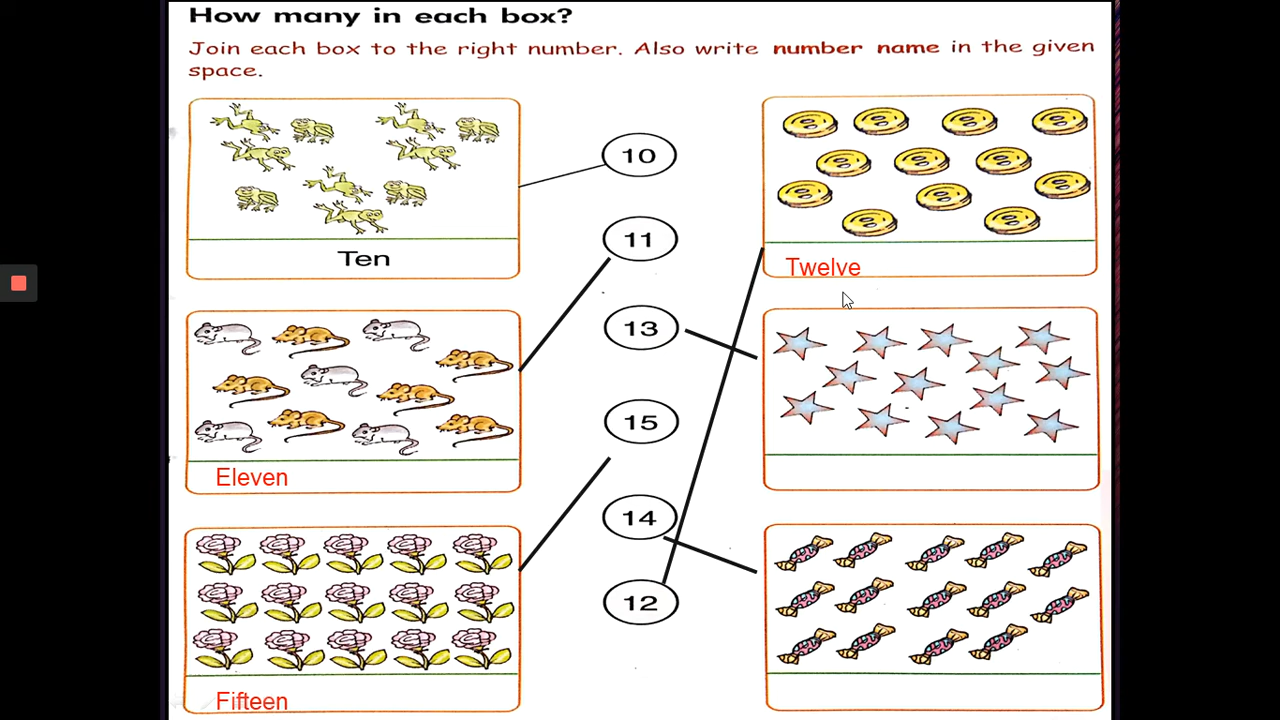 How many in each box?
Join each box to the right number. Also write number name in the given
space.
10
11
13
15
14
12
Ten
Eleven
Fifteen
Twelve